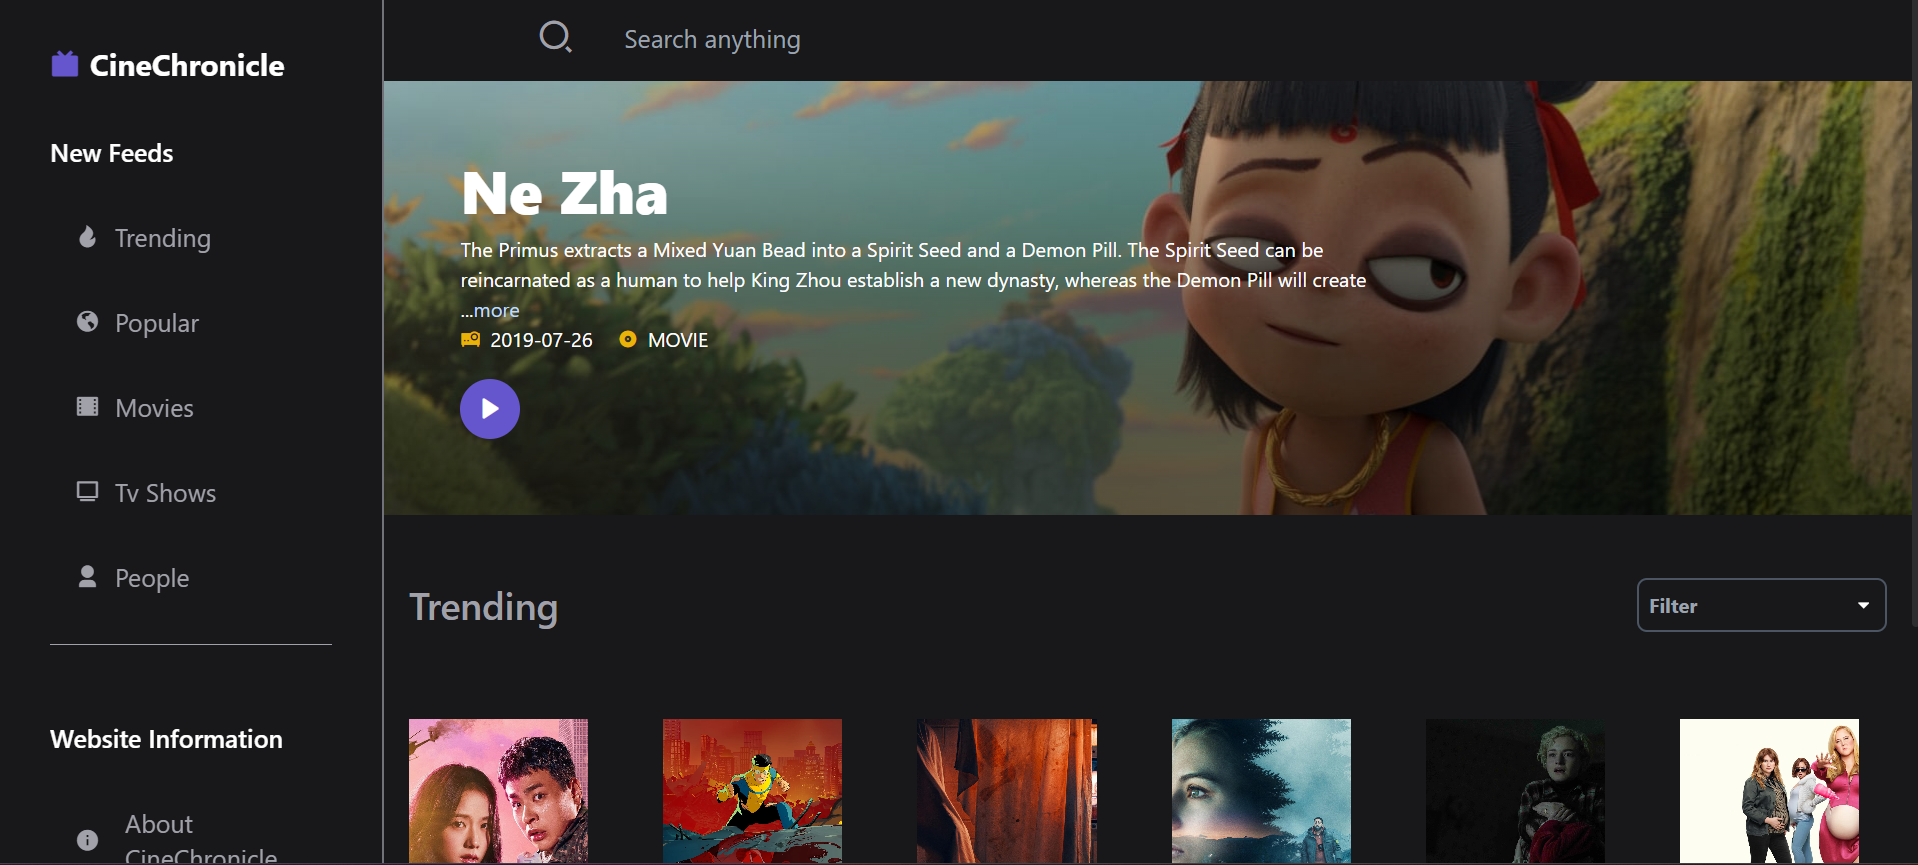 CineChronicle
New Feeds
Trending
Popular
Movies
Tv Shows
People
Website Information
About
CineChronicle
Search anything
Ne Zha
The Primus extracts a Mixed Yuan Bead into a Spirit Seed and a Demon Pill. The Spirit Seed can be
reincarnated as a human to help King Zhou establish a new dynasty, whereas the Demon Pill will create
...more
2019-07-26 MOVIE
Trending
Filter